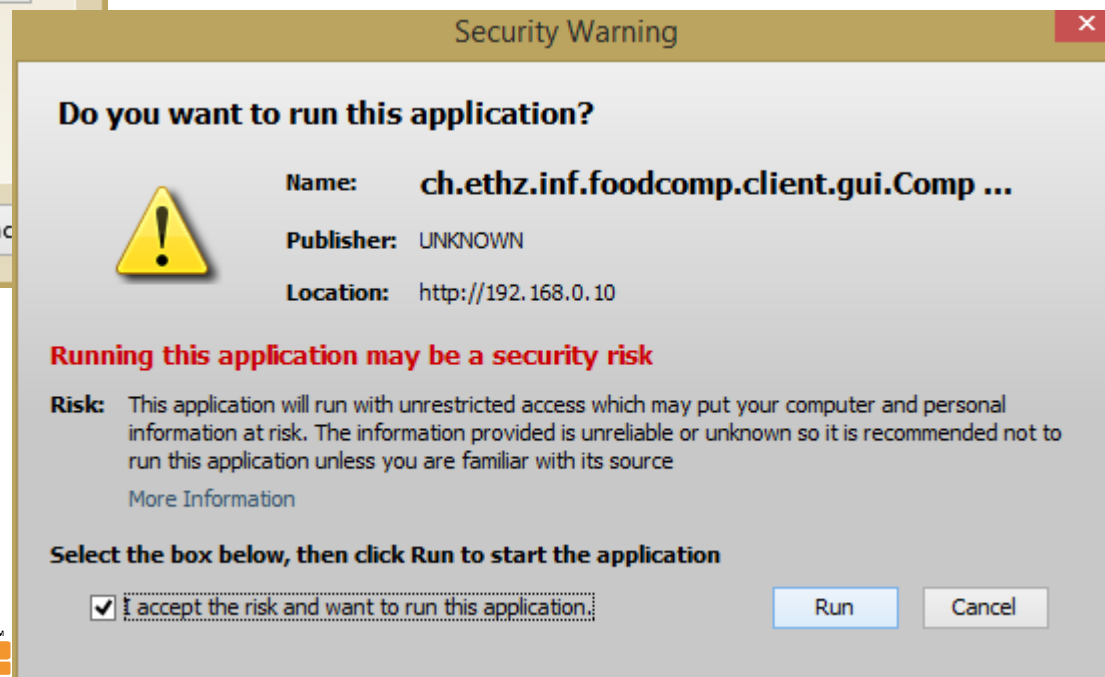 Security Warning
Do you want to run this application?
Name: ch.ethz.inf.foodcomp.client.gui.Comp ...
Publisher: UNKNOWN
Location: http://192.168.0.10
Running this application may be a security risk
Risk: This application will run with unrestricted access which may put your computer and personal
information at risk. The information provided is unreliable or unknown so it is recommended not to
run this application unless you are familiar with its source
More Information
Select the box below, then click Run to start the application
I accept the risk and want to run this application.
Run Cancel